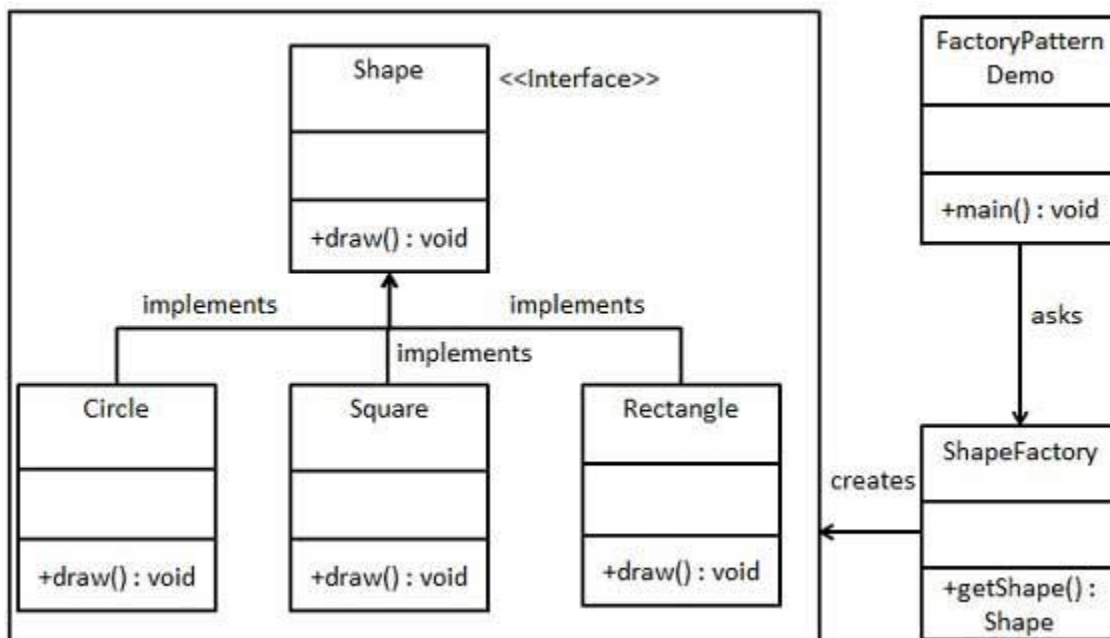 Shape
<<Interface>>
+draw() : void
implements
implements
implements
Circle
+draw() : void
Square
+draw() : void
Rectangle
+draw() : void
FactoryPattern
Demo
+main() : void
asks
ShapeFactory
creates
+getShape() :
Shape